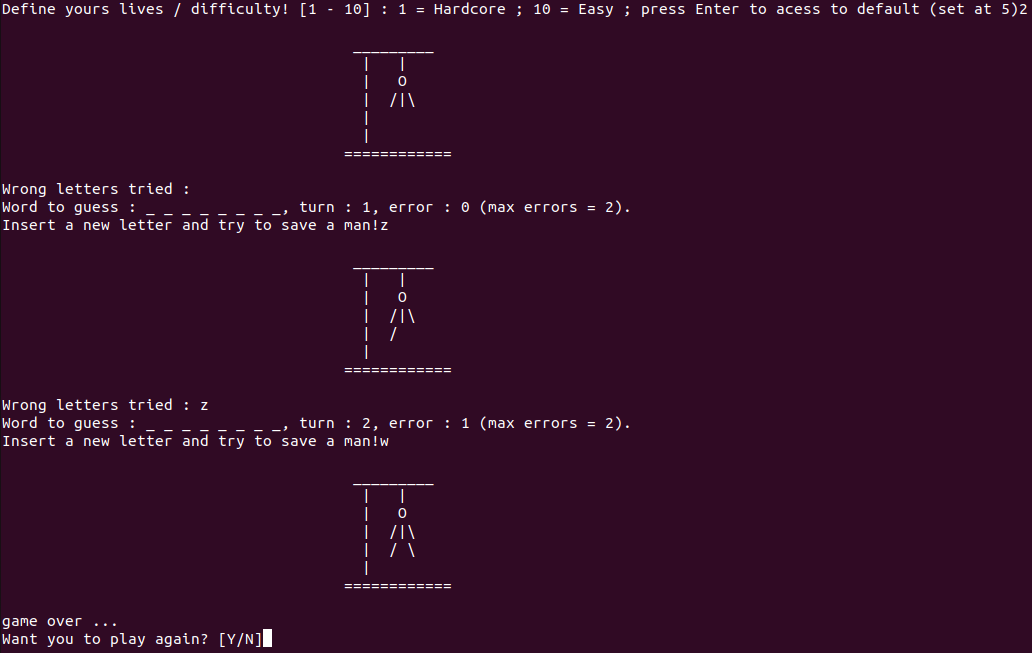 Define yours lives / difficulty! [1 - 10] : 1 = Hardcore ; 10 = Easy ; press Enter to acess to default (set at 5)2
_________
|   |
|   O
|  /|\
|
|
============
Wrong letters tried :
Word to guess : _ _ _ _ _ _ _ _, turn : 1, error : 0 (max errors = 2).
Insert a new letter and try to save a man!z
_________
|   |
|   O
|  /|\
|  /
|
============
Wrong letters tried : z
Word to guess : _ _ _ _ _ _ _ _, turn : 2, error : 1 (max errors = 2).
Insert a new letter and try to save a man!w
_________
|   |
|   O
|  /|\
|  / \
|
============
game over ...
Want you to play again? [Y/N]